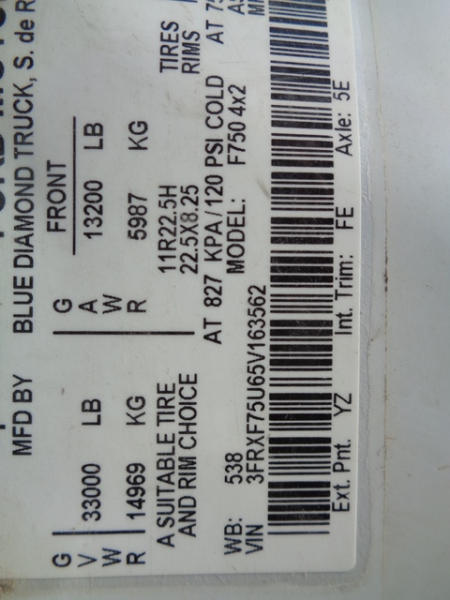 MFD BY
BLUE DIAMOND TRUCK, S. de R
FRONT
G V W R
33000 LB
14969 KG
G A W R
13200 LB
5987 KG
A SUITABLE TIRE
AND RIM CHOICE
11R22.5H TIRES
22.5X8.25 RIMS
AT 827 KPA/120 PSI COLD AT 75
WB: 538 MODEL: F750 4x2
VIN 3FRXF75U65V163562
Ext. Pnt. YZ Int. Trim: FE Axle: 5E